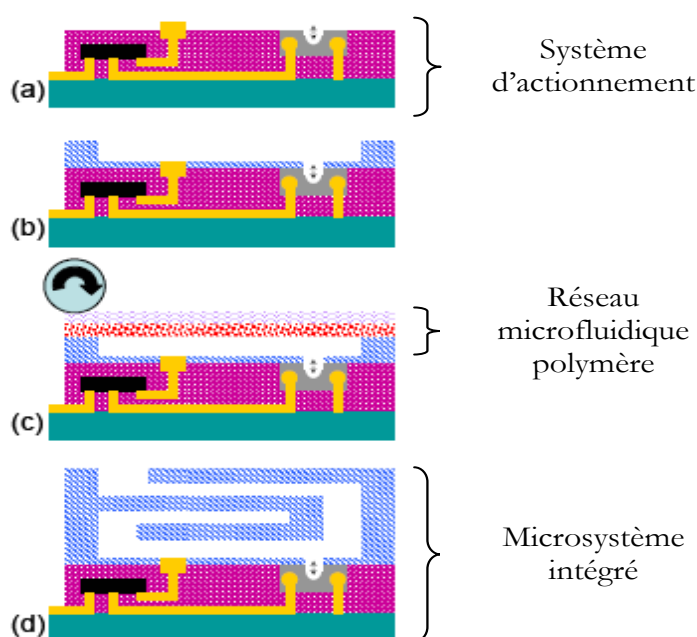 (a)
Système
d'actionnement
(b)
(c)
Réseau
microfluidique
polymère
(d)
Microsystème
intégré